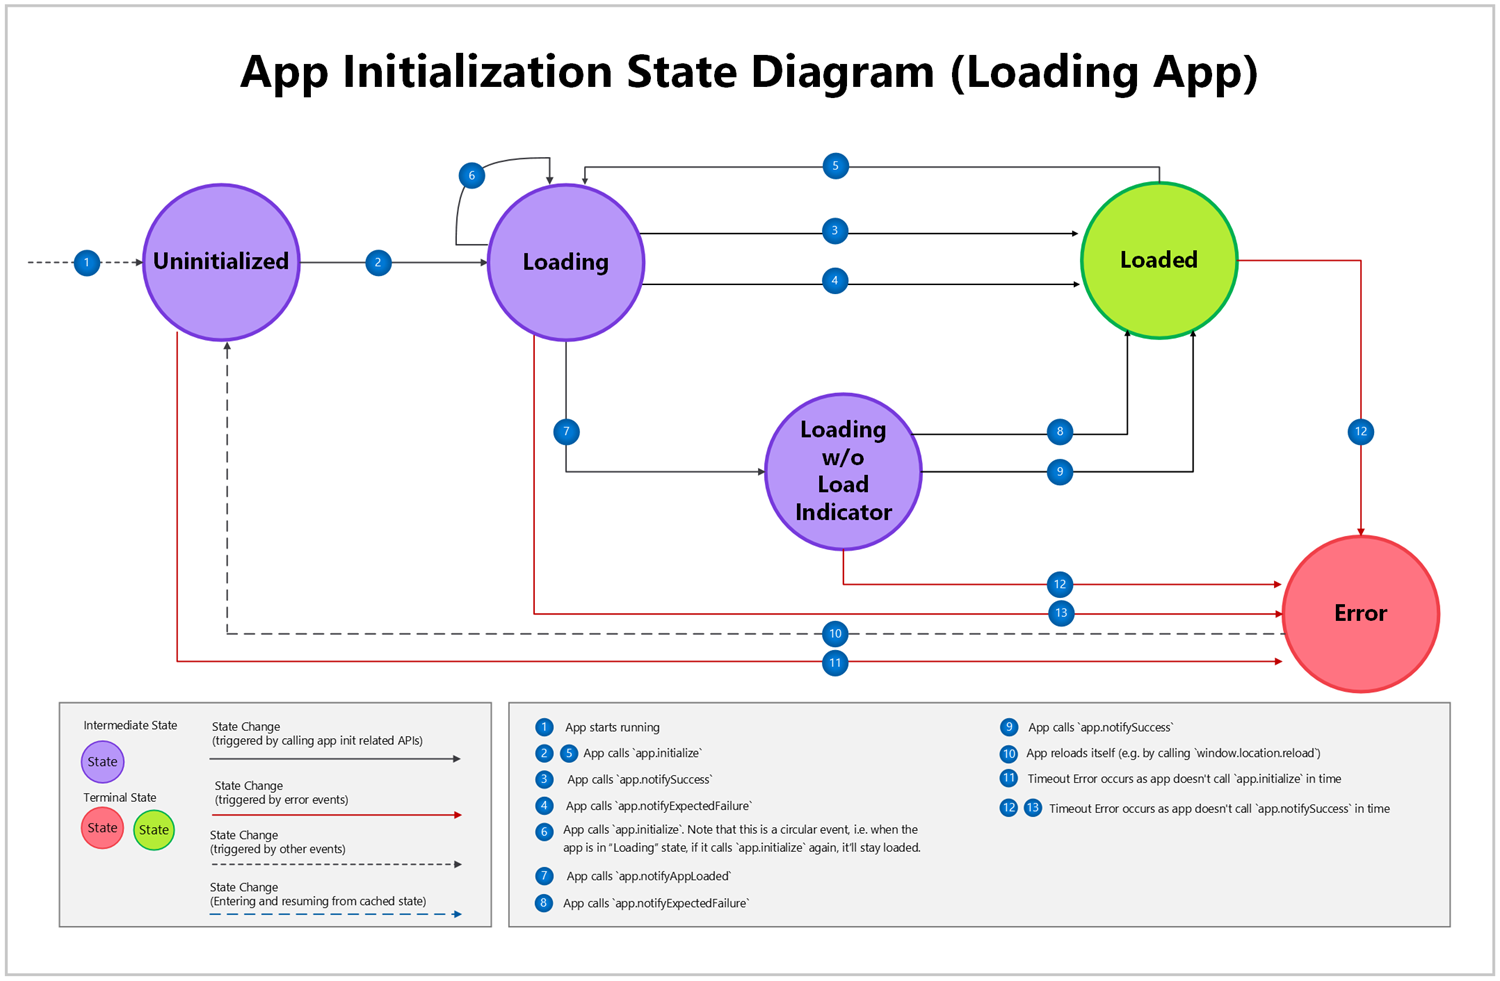 App Initialization State Diagram (Loading App)
6
5
3
1
Uninitialized
2
Loading
Loaded
4
7
Loading
w/o
Load
Indicator
8
9
12
12
13
Error
10
11
Intermediate State
State
Terminal State
State
State
State Change
(triggered by calling app init related APIs)
State Change
(triggered by error events)
State Change
(triggered by other events)
State Change
(Entering and resuming from cached state)
1 App starts running
2 5 App calls `app.initialize`
3 App calls `app.notifySuccess`
4 App calls `app.notifyExpectedFailure`
6 App calls `app.initialize`. Note that this is a circular event, i.e. when the
app is in "Loading" state, if it calls `app.initialize` again, it'll stay loaded.
7 App calls `app.notifyAppLoaded`
8 App calls `app.notifyExpectedFailure`
9 App calls `app.notifySuccess`
10 App reloads itself (e.g. by calling `window.location.reload`)
11 Timeout Error occurs as app doesn't call `app.initialize` in time
12 13 Timeout Error occurs as app doesn't call `app.notifySuccess` in time